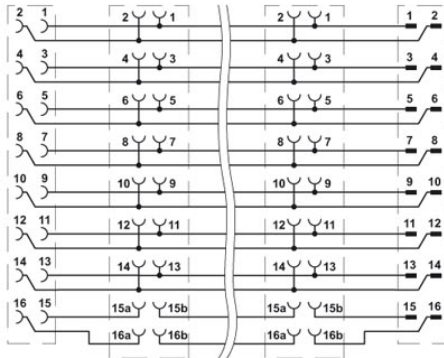 2 1 2 1 2 1 1 2
4 3 4 3 4 3 3 4
6 5 6 5 6 5 5 6
8 7 8 7 8 7 7 8
10 9 10 9 10 9 9 10
12 11 12 11 12 11 11 12
14 13 14 13 14 13 13 14
16 15 15a 15b 15a 15b 15 16
16a 16b 16a 16b